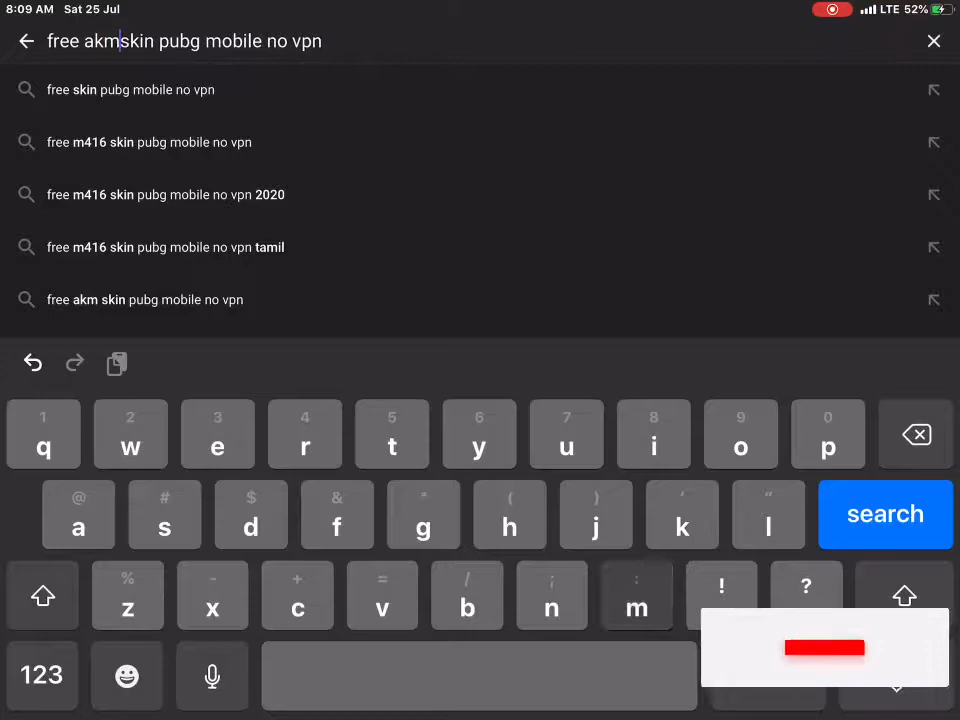 8:09 AM Sat 25 Jul LTE 52%
free akmskin pubg mobile no vpn
free skin pubg mobile no vpn
free m416 skin pubg mobile no vpn
free m416 skin pubg mobile no vpn 2020
free m416 skin pubg mobile no vpn tamil
free akm skin pubg mobile no vpn
1 2 3 4 5 6 7 8 9 0
q w e r t y u i o p
@ # $ & * ( ) ' "
a s d f g h j k l search
% - + = / ; : ! ?
z x c v b n m
123